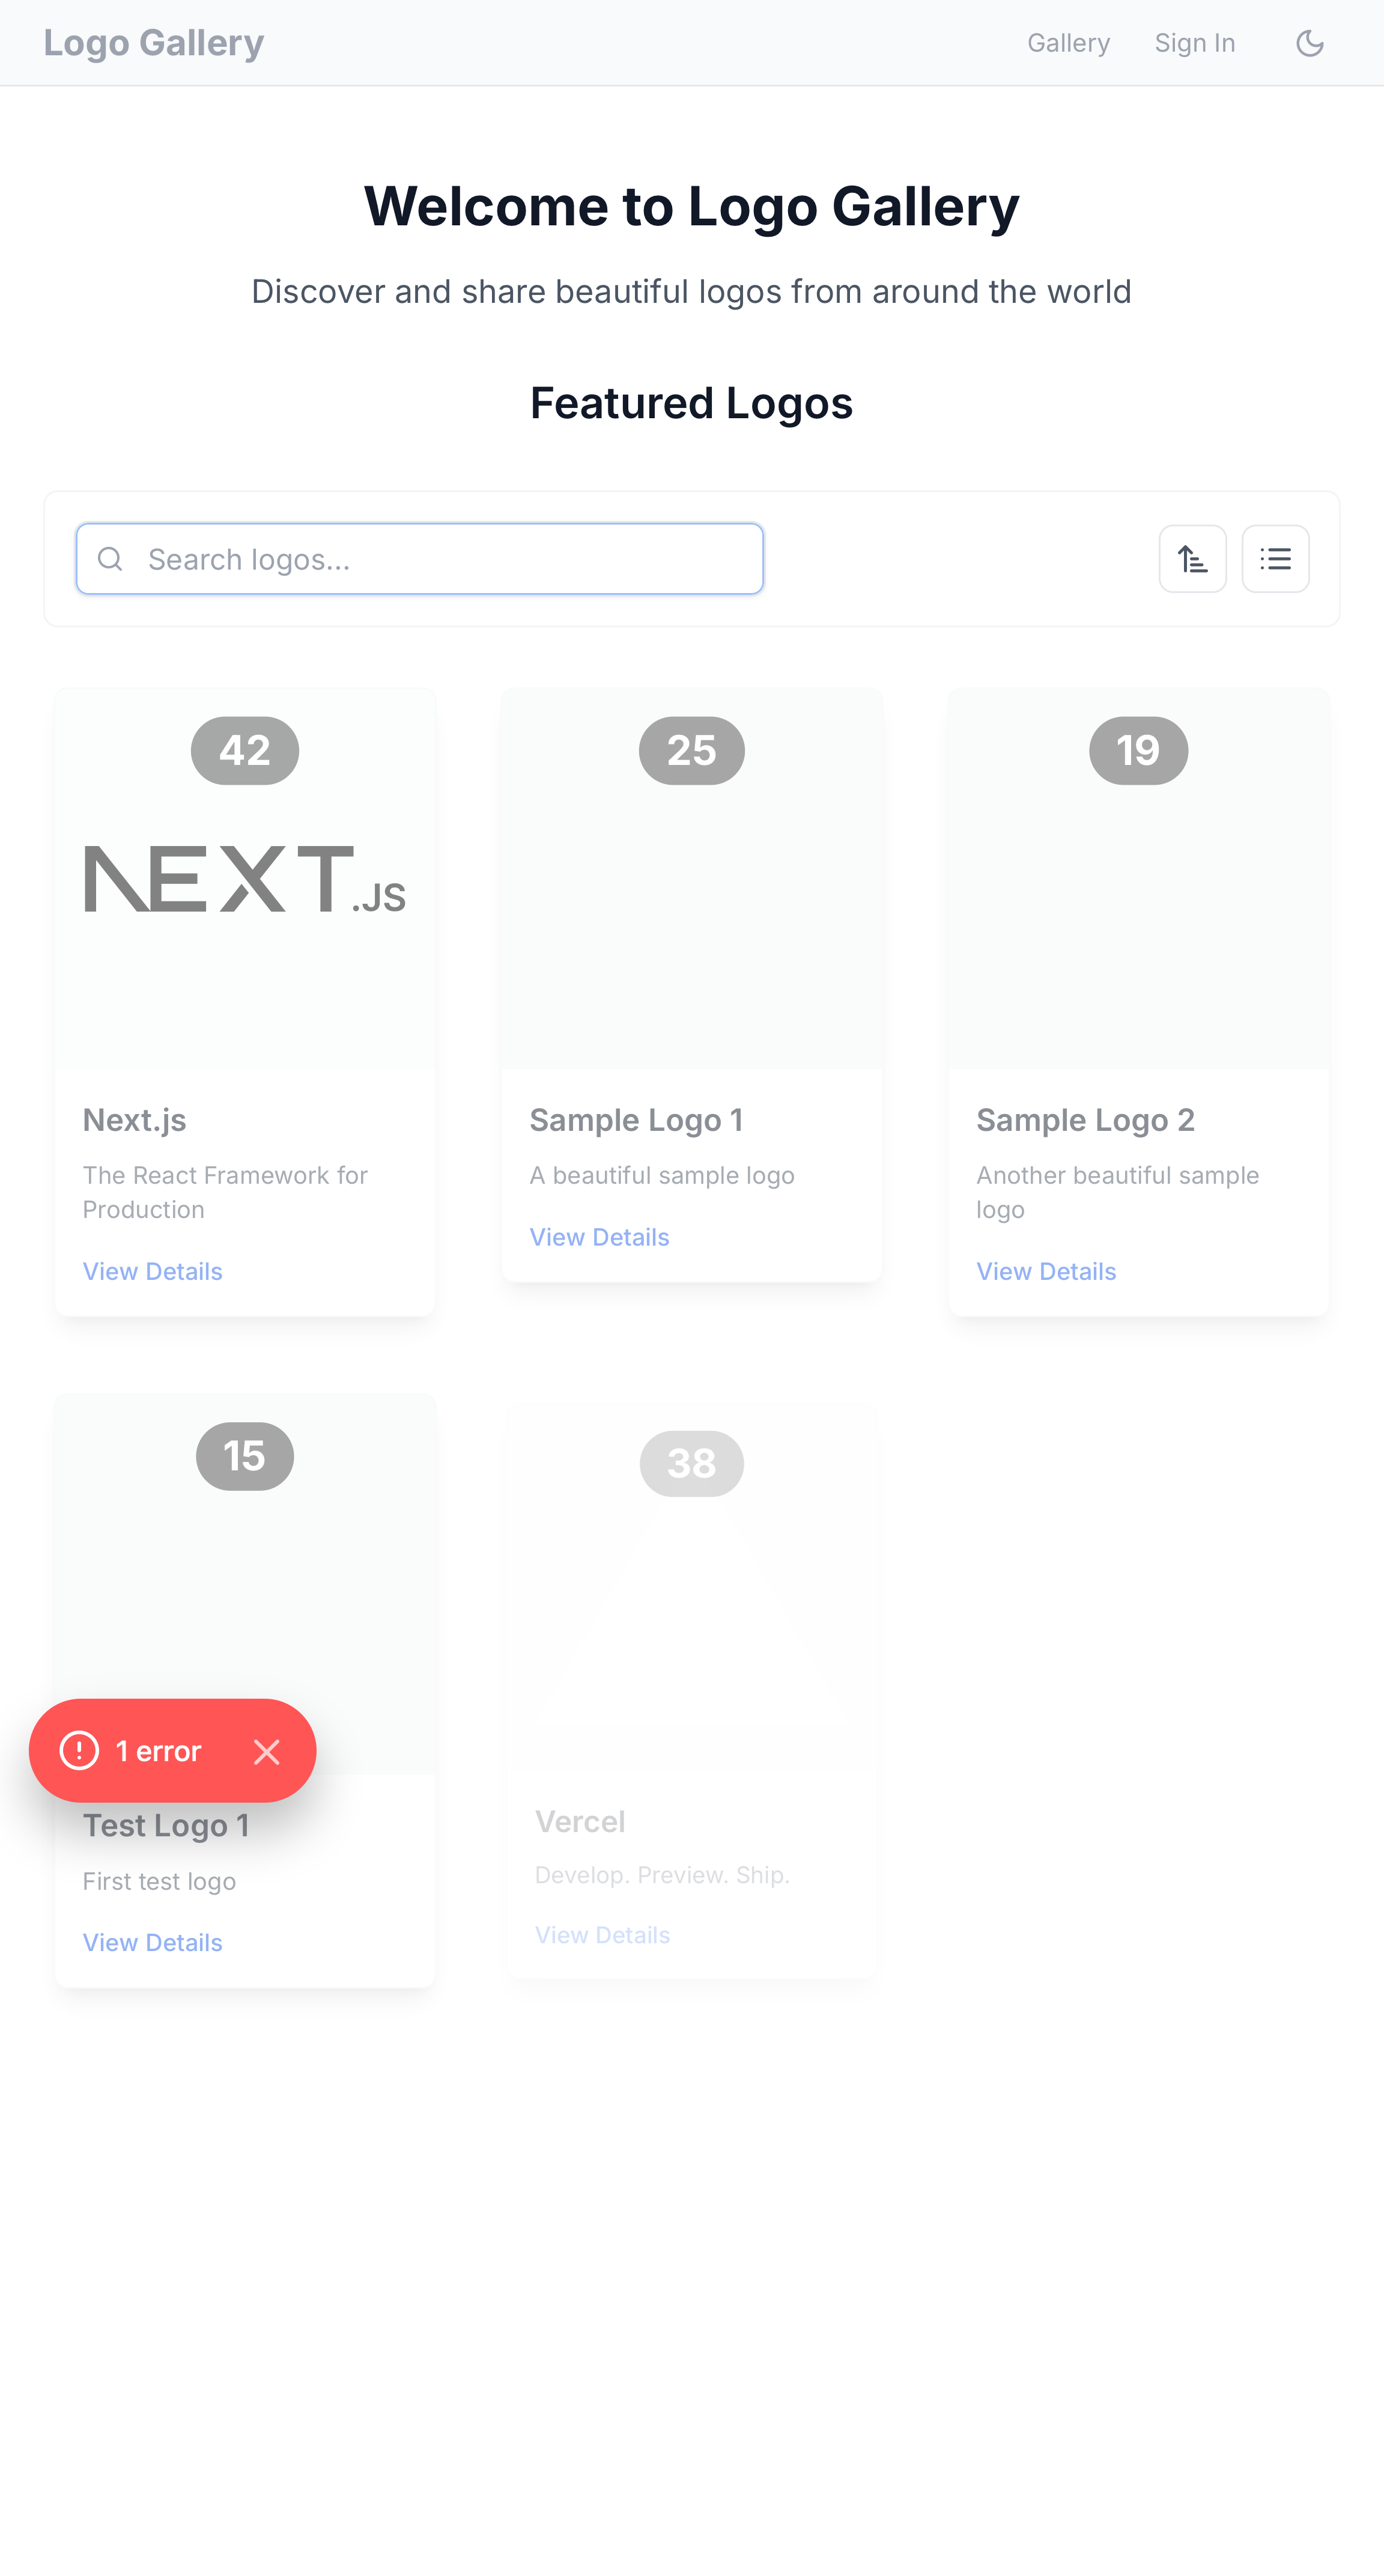 Logo Gallery
Gallery
Sign In
Welcome to Logo Gallery
Discover and share beautiful logos from around the world
Featured Logos
Search logos...
42
25
19
NEXT.JS
Next.js
The React Framework for
Production
View Details
Sample Logo 1
A beautiful sample logo
View Details
Sample Logo 2
Another beautiful sample
logo
View Details
15
38
1 error
Test Logo 1
First test logo
View Details
Vercel
Develop. Preview. Ship.
View Details